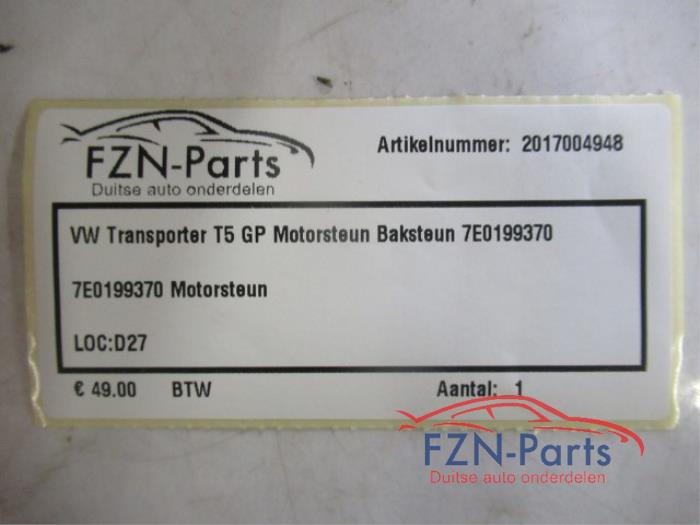 FZN-Parts
Duitse auto onderdelen
Artikelnummer: 2017004948
VW Transporter T5 GP Motorsteun Baksteun 7E0199370
7E0199370 Motorsteun
LOC:D27
€ 49.00 BTW Aantal: 1
FZN-Parts
Duitse auto onderdelen